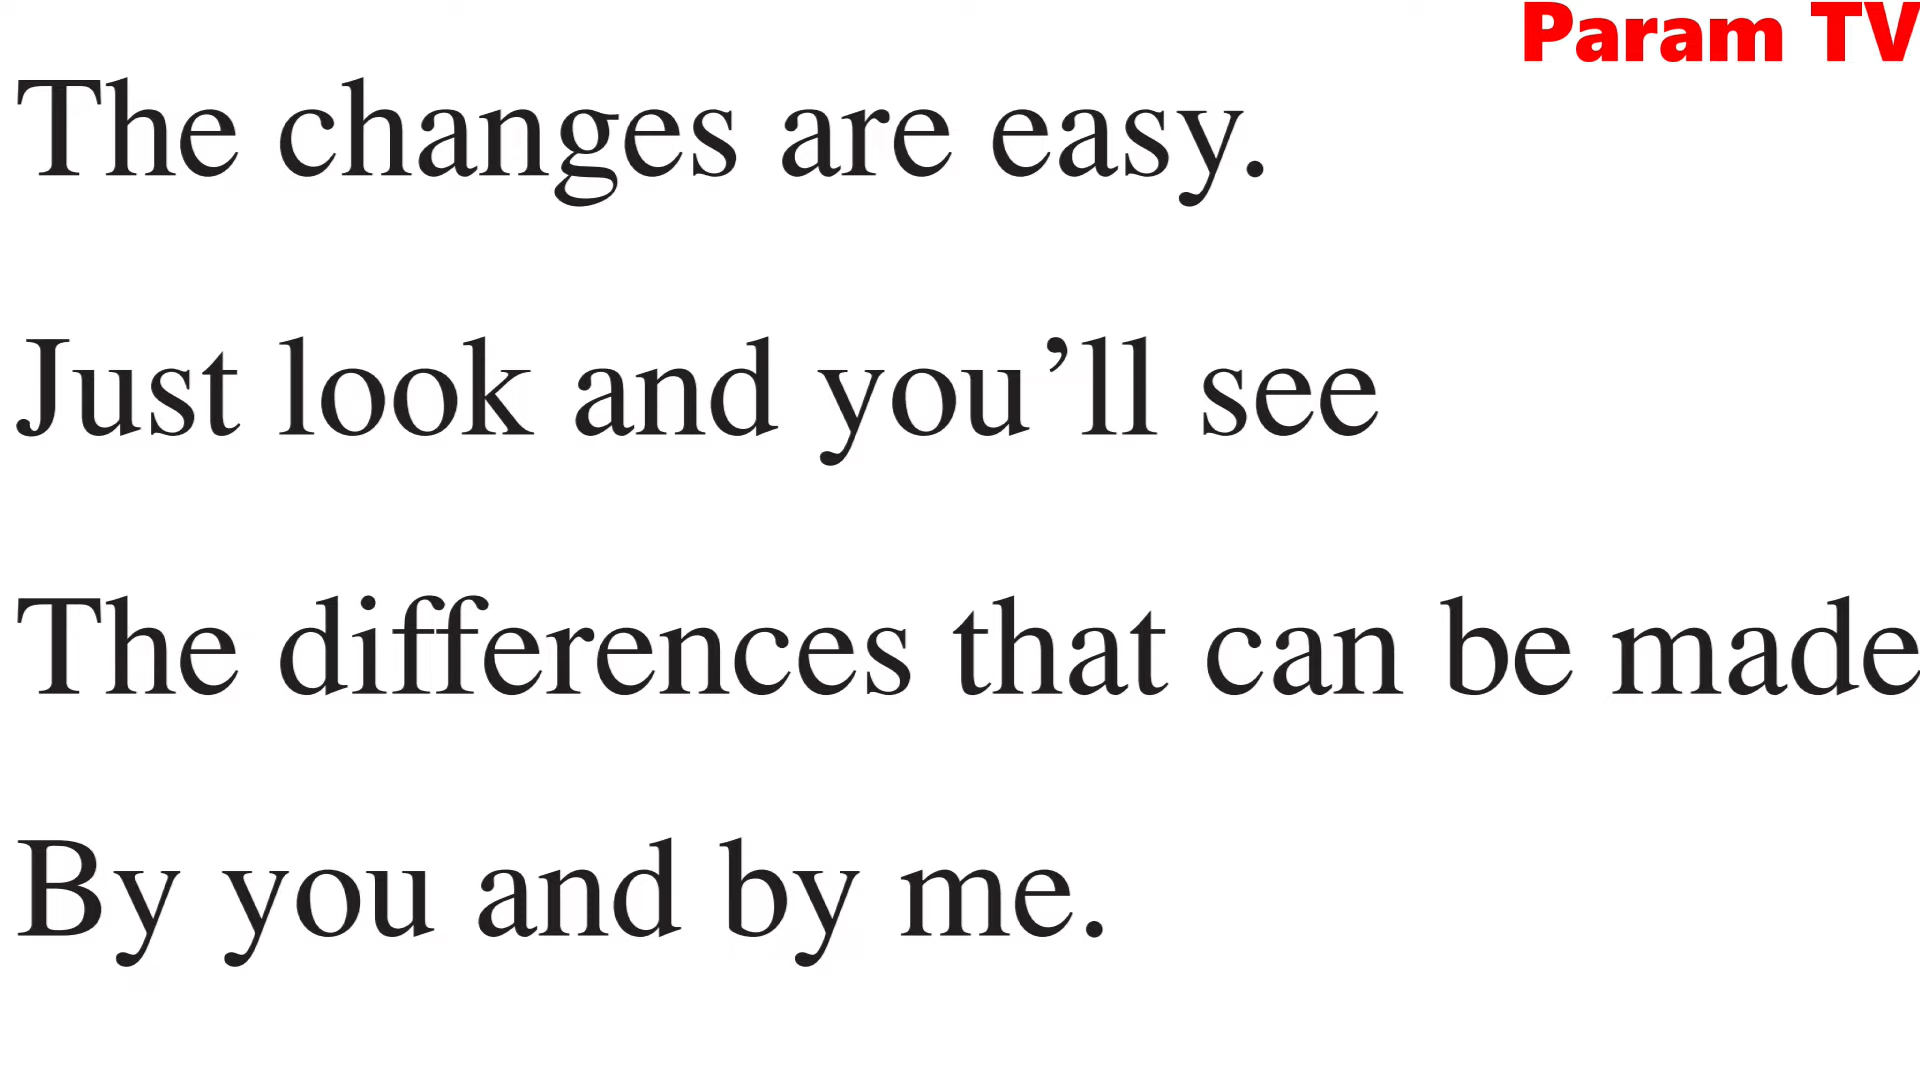 Param TV
The changes are easy.
Just look and you’ll see
The differences that can be made
By you and by me.